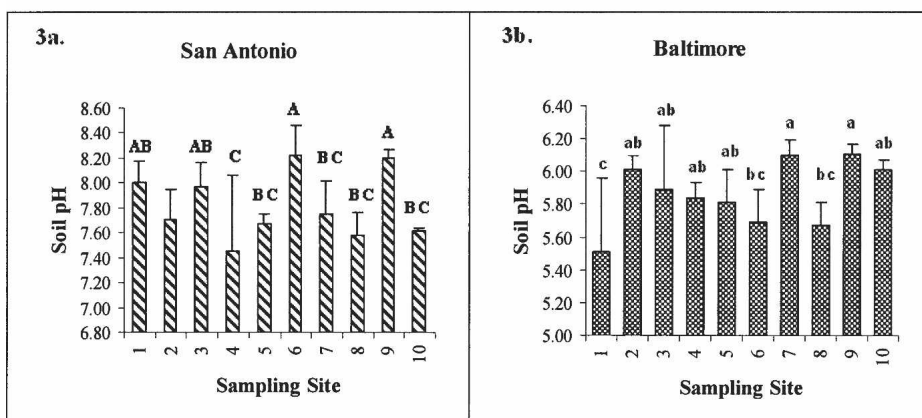 3a.
San Antonio
Soil pH
8.60
8.40
8.20
8.00
7.80
7.60
7.40
7.20
7.00
6.80
AB
AB
C
BC
A
BC
BC
A
BC
1 2 3 4 5 6 7 8 9 10
Sampling Site
3b.
Baltimore
Soil pH
6.40
6.20
6.00
5.80
5.60
5.40
5.20
5.00
c
ab
ab
ab
ab
bc
a
bc
a
ab
1 2 3 4 5 6 7 8 9 10
Sampling Site